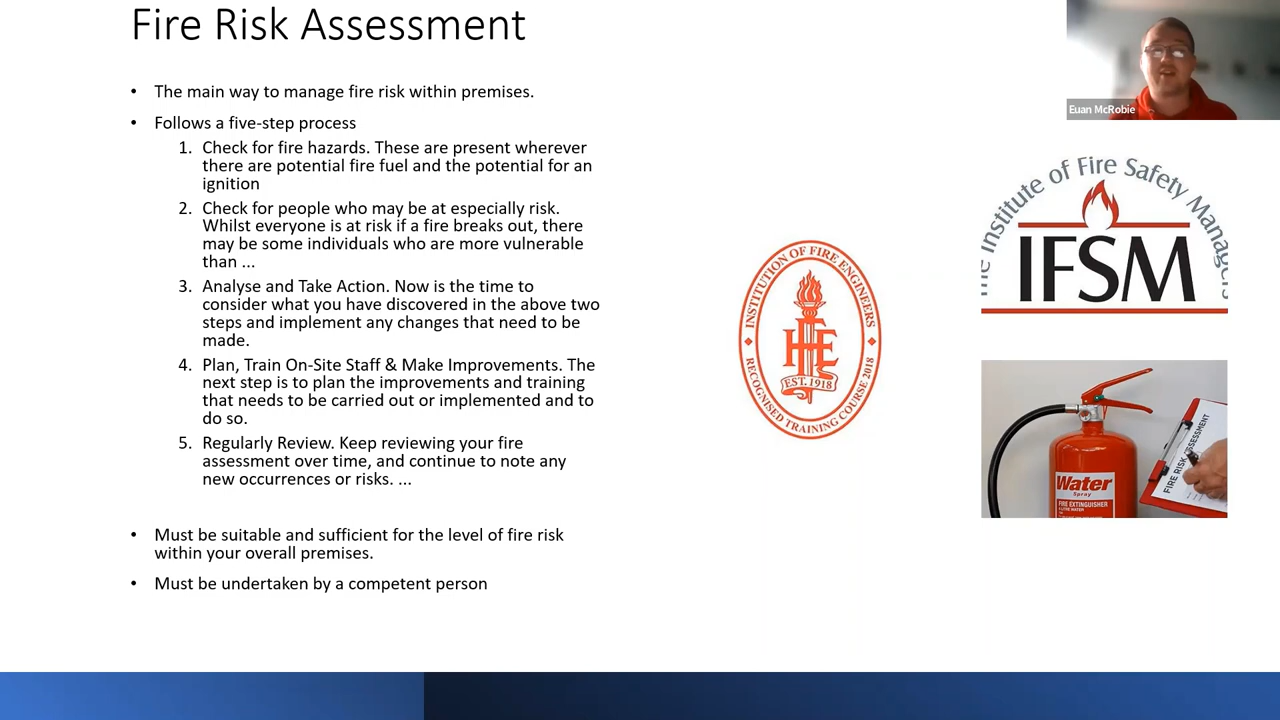 Fire Risk Assessment
• The main way to manage fire risk within premises.
• Follows a five-step process
1. Check for fire hazards. These are present wherever
there are potential fire fuel and the potential for an
ignition
2. Check for people who may be at especially risk.
Whilst everyone is at risk if a fire breaks out, there
may be some individuals who are more vulnerable
than ...
3. Analyse and Take Action. Now is the time to
consider what you have discovered in the above two
steps and implement any changes that need to be
made.
4. Plan, Train On-Site Staff & Make Improvements. The
next step is to plan the improvements and training
that needs to be carried out or implemented and to
do so.
5. Regularly Review. Keep reviewing your fire
assessment over time, and continue to note any
new occurrences or risks. ...
• Must be suitable and sufficient for the level of fire risk
within your overall premises.
• Must be undertaken by a competent person
INSTITUTION OF FIRE ENGINEERS
IFE
EST. 1918
RECOGNISED TRAINING COURSE 2018
Euan McRobie
The Institute of Fire Safety Managers
IFSM
Water
Spray
FIRE EXTINGUISHER
FIRE RISK ASSESSMENT